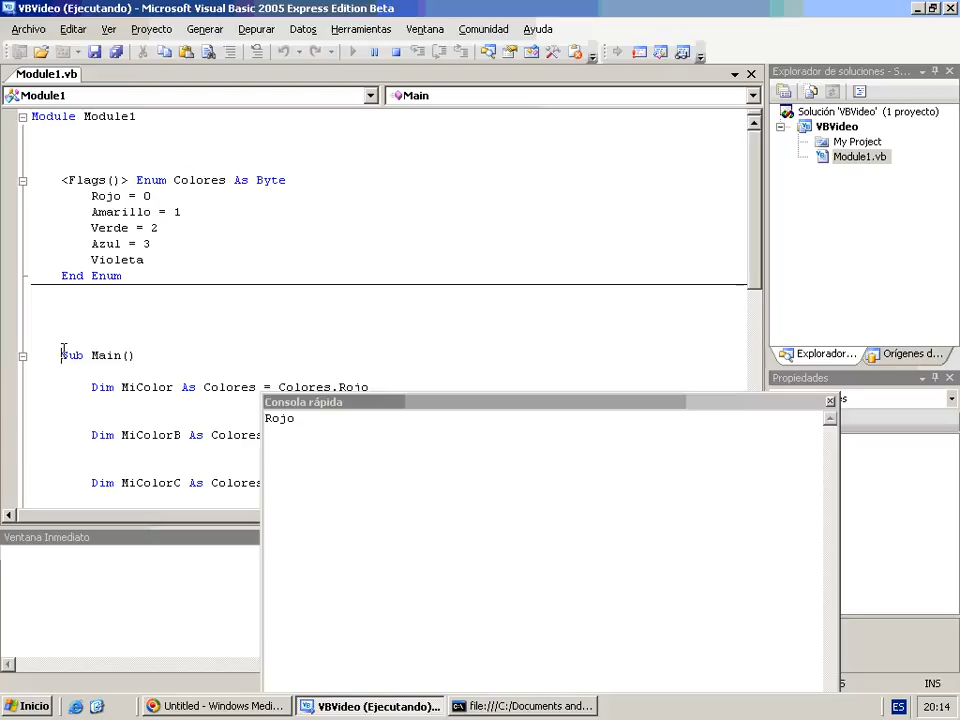 VBVideo (Ejecutando) - Microsoft Visual Basic 2005 Express Edition Beta
Archivo Editar Ver Proyecto Generar Depurar Datos Herramientas Ventana Comunidad Ayuda
Module1.vb
Module1
Main
Module Module1
<Flags()> Enum Colores As Byte
Rojo = 0
Amarillo = 1
Verde = 2
Azul = 3
Violeta
End Enum
Sub Main()
Dim MiColor As Colores = Colores.Rojo
Dim MiColorB As Colores
Dim MiColorC As Colores
Consola rápida
Rojo
Ventana Inmediato
Explorador de soluciones - S...
Solución 'VBVideo' (1 proyecto)
VBVideo
My Project
Module1.vb
Explorador... Orígenes d...
Propiedades
INS
Inicio
Untitled - Windows Medi...
VBVideo (Ejecutando)...
file:///C:/Documents and...
ES
20:14